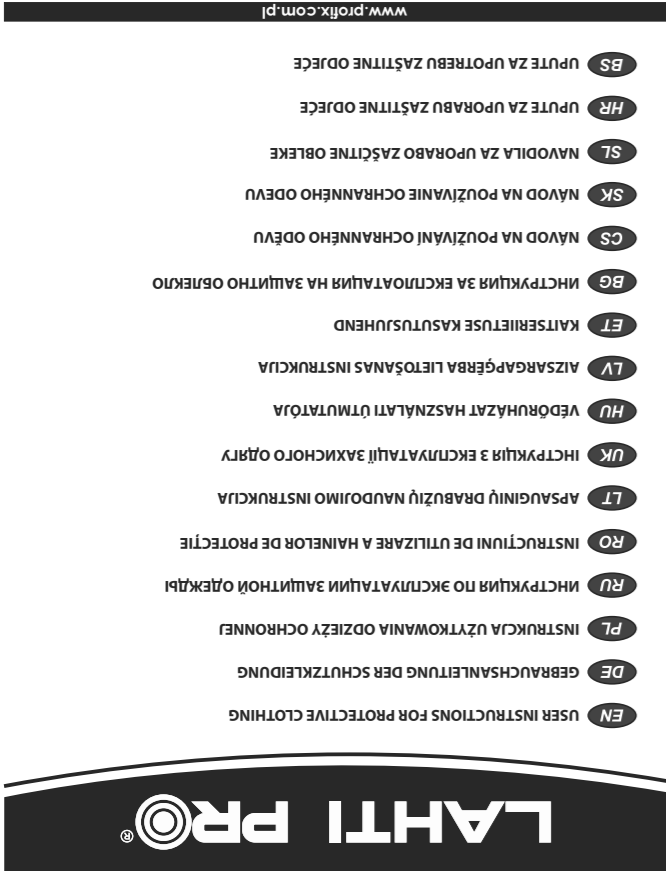 LAHTI PRO®
EN USER INSTRUCTIONS FOR PROTECTIVE CLOTHING
DE GEBRAUCHSANLEITUNG DER SCHUTZKLEIDUNG
PL INSTRUKCJA UŻYTKOWANIA ODZIEŻY OCHRONNEJ
RU ИНСТРУКЦИЯ ПО ЭКСПЛУАТАЦИИ ЗАЩИТНОЙ ОДЕЖДЫ
RO INSTRUCȚIUNI DE UTILIZARE A HAINELOR DE PROTECȚIE
LT APSAUGINIŲ DRABUŽIŲ NAUDOJIMO INSTRUKCIJA
UK ІНСТРУКЦІЯ З ЕКСПЛУАТАЦІЇ ЗАХИСНОГО ОДЯГУ
HU VÉDŐRUHÁZAT HASZNÁLATI ÚTMUTATÓJA
LV AIZSARGAPĢĒRBA LIETOŠANAS INSTRUKCIJA
ET KAITSERIIETUSE KASUTUSJUHEND
BG ИНСТРУКЦИЯ ЗА ЕКСПЛОАТАЦИЯ НА ЗАЩИТНО ОБЛЕКЛО
CS NÁVOD NA POUŽÍVÁNÍ OCHRANNÉHO ODĚVU
SK NÁVOD NA POUŽÍVANIE OCHRANNÉHO ODEVU
SL NAVODILA ZA UPORABO ZAŠČITNE OBLEKE
HR UPUTE ZA UPORABU ZAŠTITNE ODJEĆE
BS UPUTE ZA UPOTREBU ZAŠTITNE ODJEĆE
www.profix.com.pl